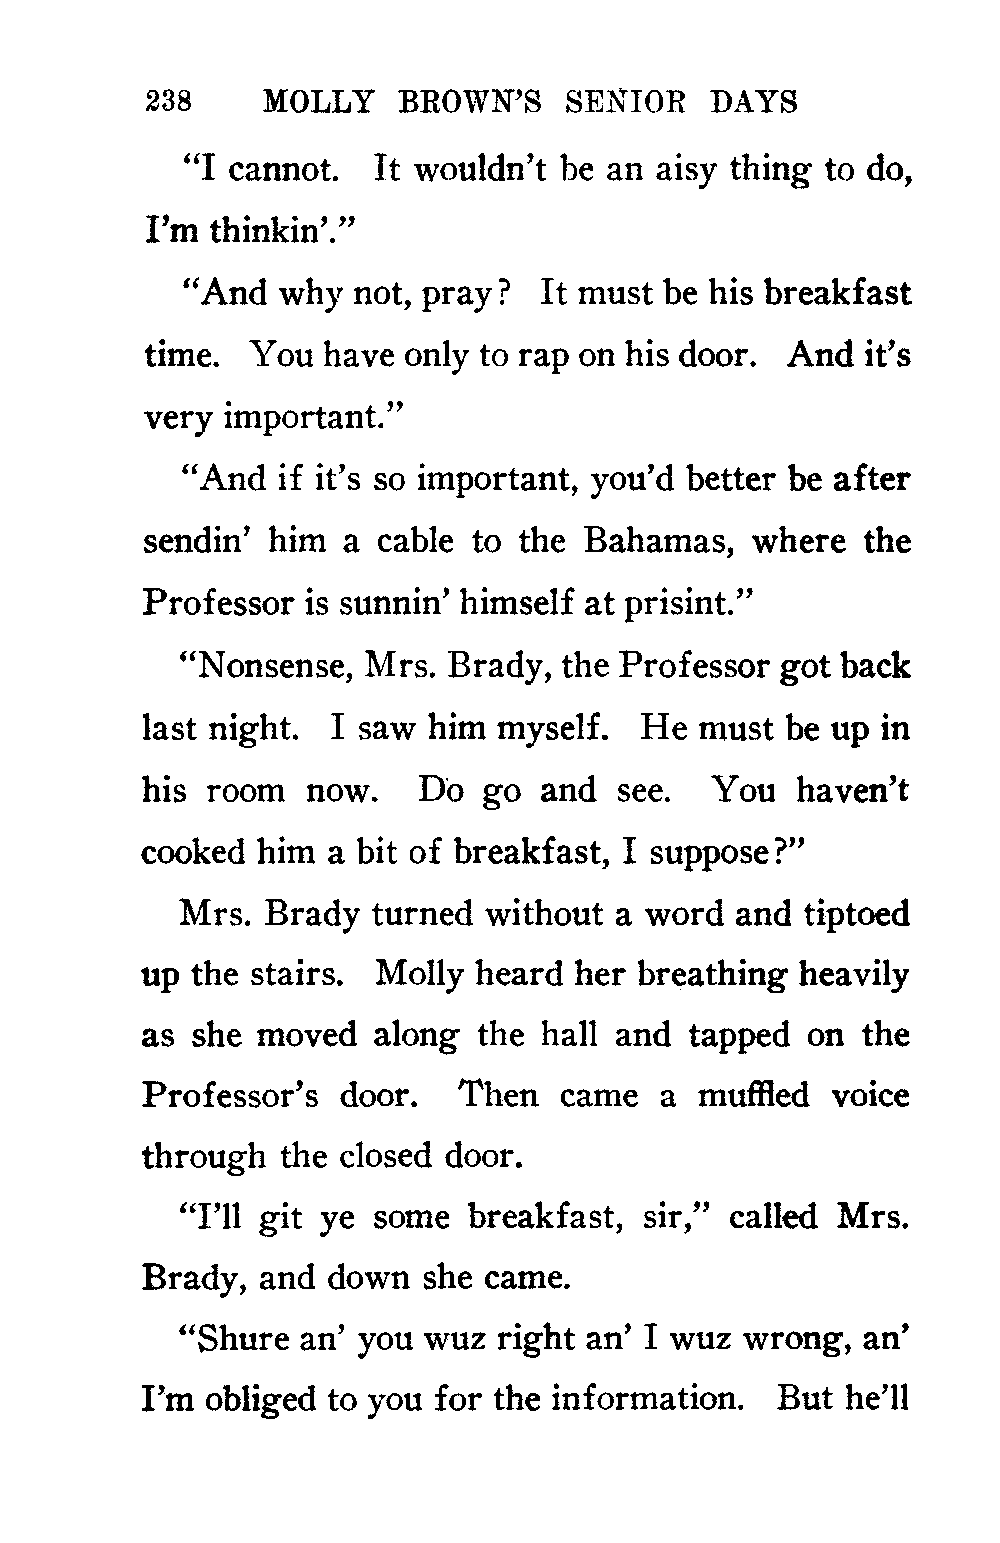 238 MOLLY BROWN'S SENIOR DAYS
“I cannot. It wouldn’t be an aisy thing to do,
I’m thinkin’.”
“And why not, pray? It must be his breakfast
time. You have only to rap on his door. And it’s
very important.”
“And if it’s so important, you’d better be after
sendin’ him a cable to the Bahamas, where the
Professor is sunnin’ himself at prisint.”
“Nonsense, Mrs. Brady, the Professor got back
last night. I saw him myself. He must be up in
his room now. Do go and see. You haven’t
cooked him a bit of breakfast, I suppose?”
Mrs. Brady turned without a word and tiptoed
up the stairs. Molly heard her breathing heavily
as she moved along the hall and tapped on the
Professor’s door. Then came a muffled voice
through the closed door.
“I’ll git ye some breakfast, sir,” called Mrs.
Brady, and down she came.
“Shure an’ you wuz right an’ I wuz wrong, an’
I’m obliged to you for the information. But he’ll